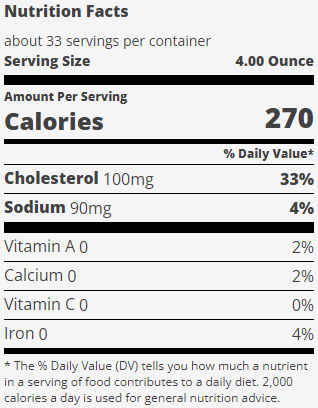 Nutrition Facts
about 33 servings per container
Serving Size 4.00 Ounce
Amount Per Serving
Calories 270
% Daily Value*
Cholesterol 100mg 33%
Sodium 90mg 4%
Vitamin A 0 2%
Calcium 0 2%
Vitamin C 0 0%
Iron 0 4%
* The % Daily Value (DV) tells you how much a nutrient
in a serving of food contributes to a daily diet. 2,000
calories a day is used for general nutrition advice.